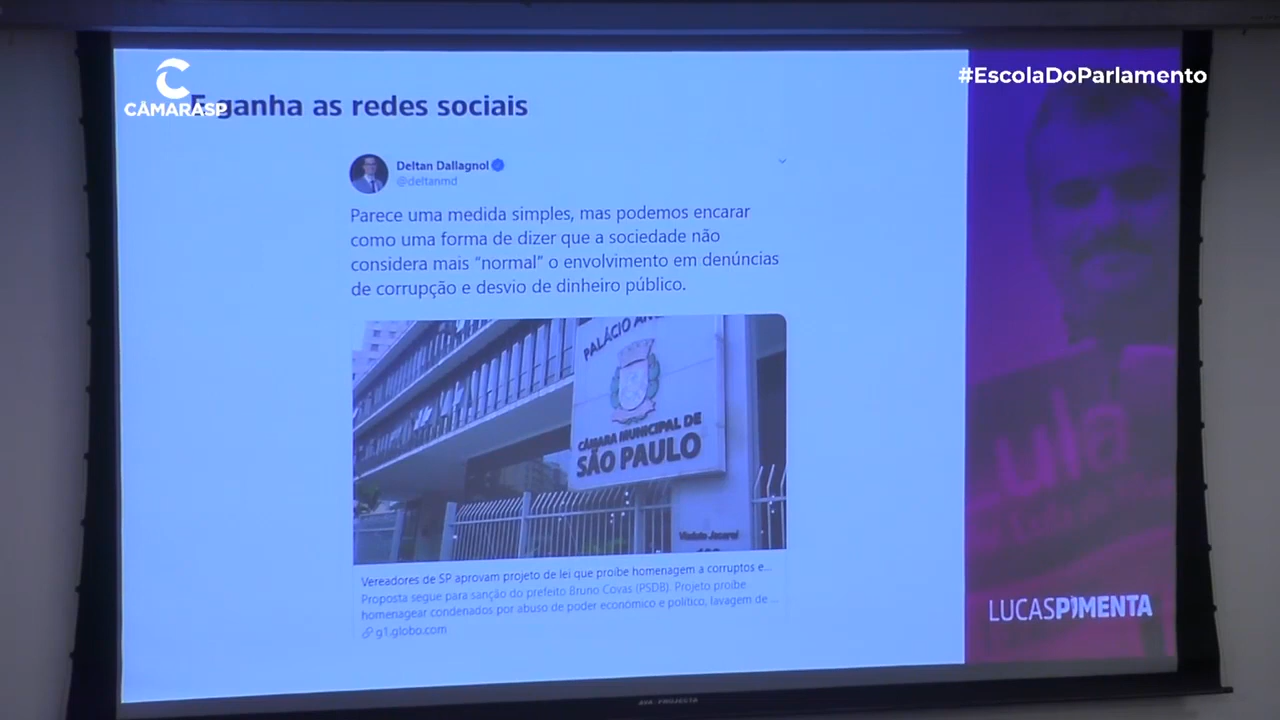 #EscolaDoParlamento
CÂMARASP
E ganha as redes sociais
Deltan Dallagnol
@deltanmd
Parece uma medida simples, mas podemos encarar
como uma forma de dizer que a sociedade não
considera mais “normal” o envolvimento em denúncias
de corrupção e desvio de dinheiro público.
PALÁCIO
CÂMARA MUNICIPAL DE
SÃO PAULO
Viaduto Jacareí
Vereadores de SP aprovam projeto de lei que proíbe homenagem a corruptos e...
Proposta segue para sanção do prefeito Bruno Covas (PSDB). Projeto proíbe
homenagear condenados por abuso de poder econômico e político, lavagem de ...
g1.globo.com
Lula
LUCASPIMENTA